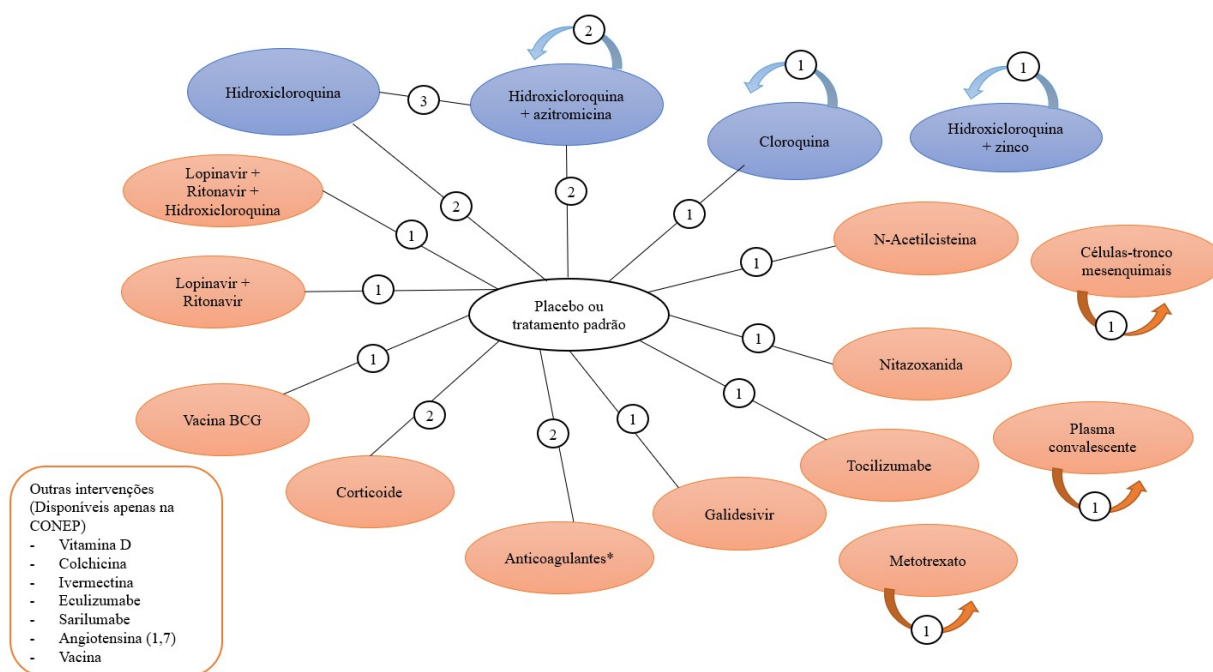 2
1
1
Hidroxicloroquina
3
Hidroxicloroquina
+ azitromicina
Cloroquina
Hidroxicloroquina
+ zinco
Lopinavir +
Ritonavir +
Hidroxicloroquina
2
2
1
1
N-Acetilcisteina
1
Células-tronco
mesenquimais
1
Lopinavir +
Ritonavir
1
Placebo ou
tratamento padrão
1
Nitazoxanida
1
Vacina BCG
2
2
1
1
Plasma
convalescente
1
Tocilizumabe
Corticoide
Galidesivir
Anticoagulantes*
Metotrexato
1
Outras intervenções
(Disponíveis apenas na
CONEP)
- Vitamina D
- Colchicina
- Ivermectina
- Eculizumabe
- Sarilumabe
- Angiotensina (1,7)
- Vacina